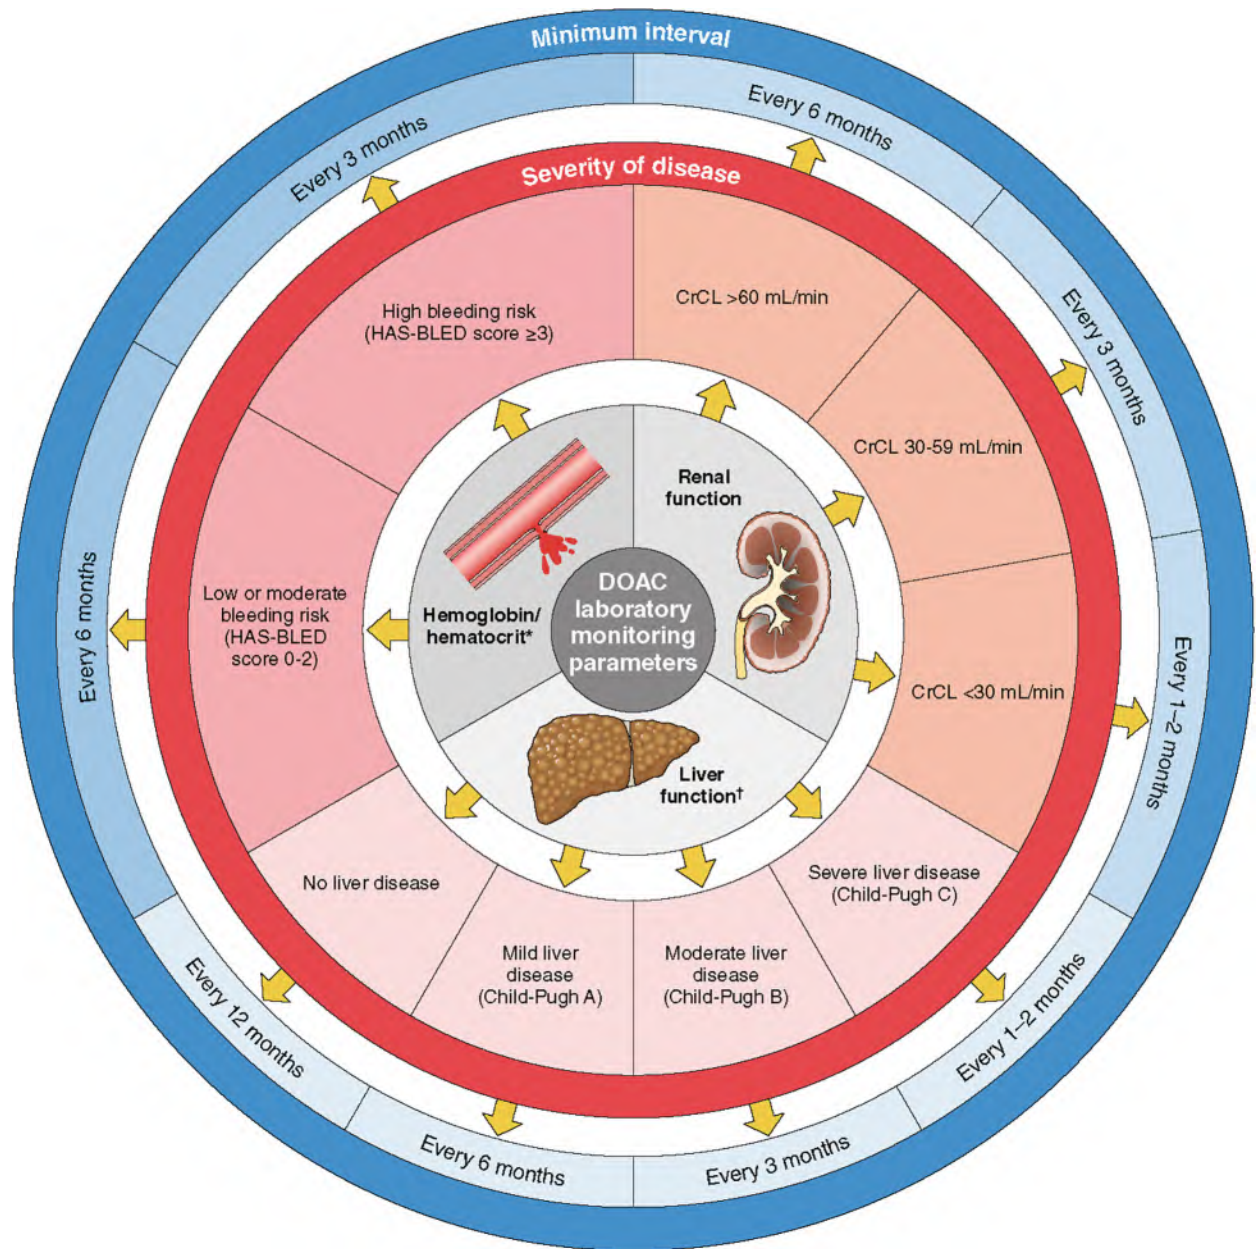 Minimum interval
Every 6 months
Every 3 months
Every 1–2 months
Every 1–2 months
Every 3 months
Every 6 months
Every 12 months
Every 6 months
Every 3 months
Severity of disease
CrCL >60 mL/min
CrCL 30-59 mL/min
CrCL <30 mL/min
Severe liver disease
(Child-Pugh C)
Moderate liver
disease
(Child-Pugh B)
Mild liver
disease
(Child-Pugh A)
No liver disease
Low or moderate
bleeding risk
(HAS-BLED
score 0-2)
High bleeding risk
(HAS-BLED score ≥3)
Renal
function
Liver
function†
Hemoglobin/
hematocrit*
DOAC
laboratory
monitoring
parameters